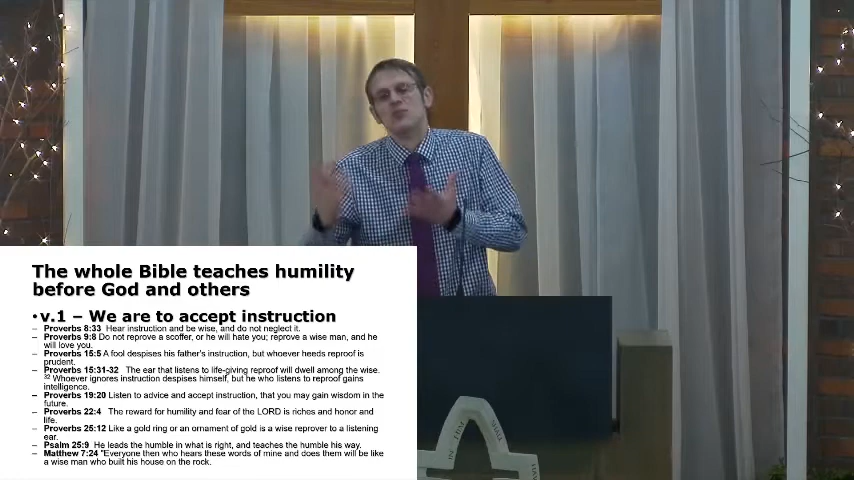 The whole Bible teaches humility
before God and others
•v.1 – We are to accept instruction
– Proverbs 8:33 Hear instruction and be wise, and do not neglect it.
– Proverbs 9:8 Do not reprove a scoffer, or he will hate you; reprove a wise man, and he
will love you.
– Proverbs 15:5 A fool despises his father's instruction, but whoever heeds reproof is
prudent.
– Proverbs 15:31-32 The ear that listens to life-giving reproof will dwell among the wise.
32 Whoever ignores instruction despises himself, but he who listens to reproof gains
intelligence.
– Proverbs 19:20 Listen to advice and accept instruction, that you may gain wisdom in the
future.
– Proverbs 22:4 The reward for humility and fear of the LORD is riches and honor and
life.
– Proverbs 25:12 Like a gold ring or an ornament of gold is a wise reprover to a listening
ear.
– Psalm 25:9 He leads the humble in what is right, and teaches the humble his way.
– Matthew 7:24 "Everyone then who hears these words of mine and does them will be like
a wise man who built his house on the rock.
IN HIM